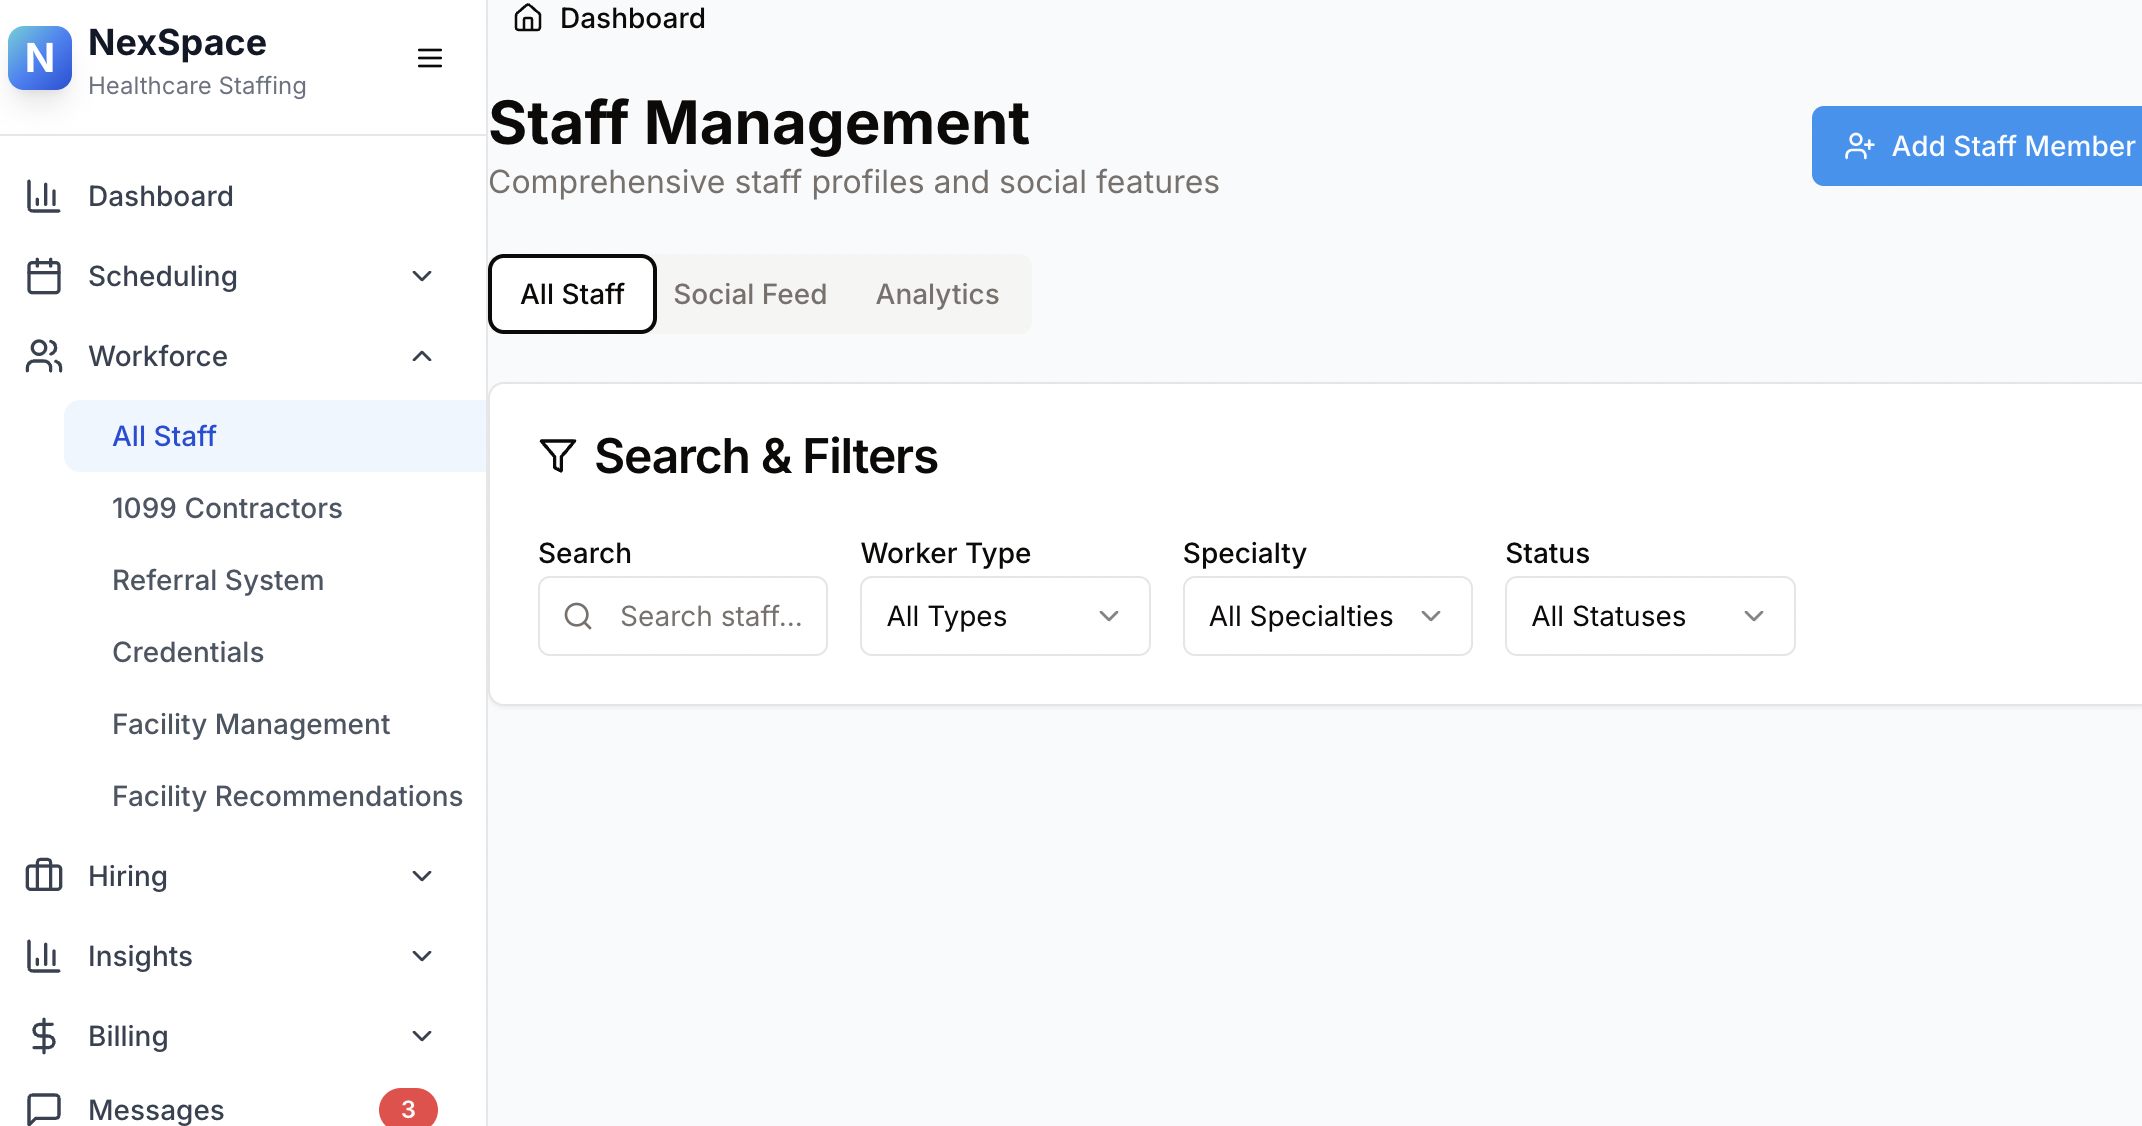 N
NexSpace
Healthcare Staffing
Dashboard
Scheduling
Workforce
All Staff
1099 Contractors
Referral System
Credentials
Facility Management
Facility Recommendations
Hiring
Insights
Billing
Messages
3
Dashboard
Staff Management
Comprehensive staff profiles and social features
Add Staff Member
All Staff
Social Feed
Analytics
Search & Filters
Search
Worker Type
Specialty
Status
Search staff...
All Types
All Specialties
All Statuses